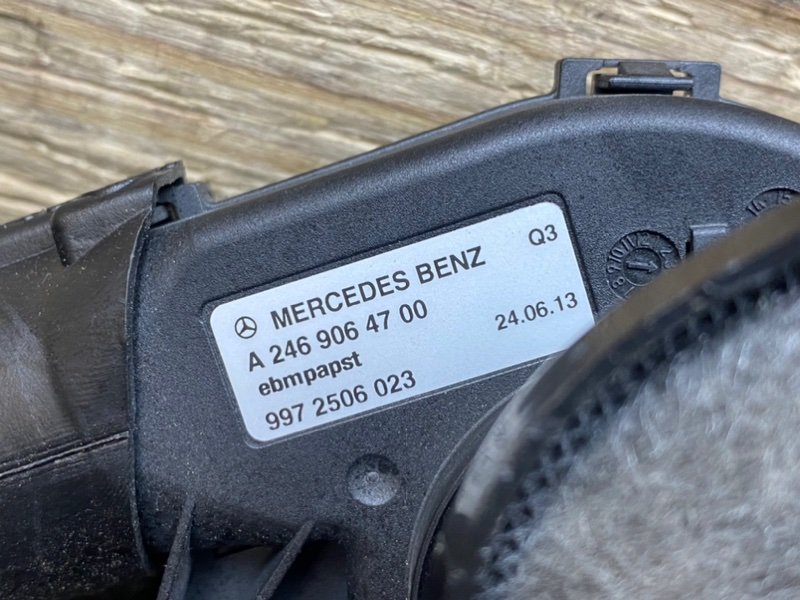 MERCEDES BENZ Q3
A 246 906 47 00 24.06.13
ebmpapst
997 2506 023